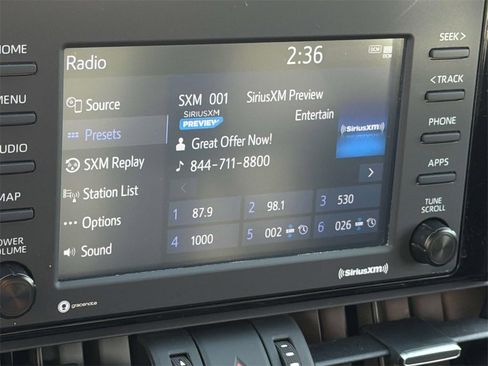 HOME
MENU
AUDIO
MAP
POWER
VOLUME
Radio
2:36
DCM
Source
Presets
SXM Replay
Station List
Options
Sound
SXM 001 SiriusXM Preview
SIRIUSXM
PREVIEW
Entertain
Great Offer Now!
844-711-8800
((SiriusXM))
1 87.9 2 98.1 3 530
4 1000 5 002 6 026
gracenote
((SiriusXM))
SEEK >
< TRACK
PHONE
APPS
TUNE
SCROLL